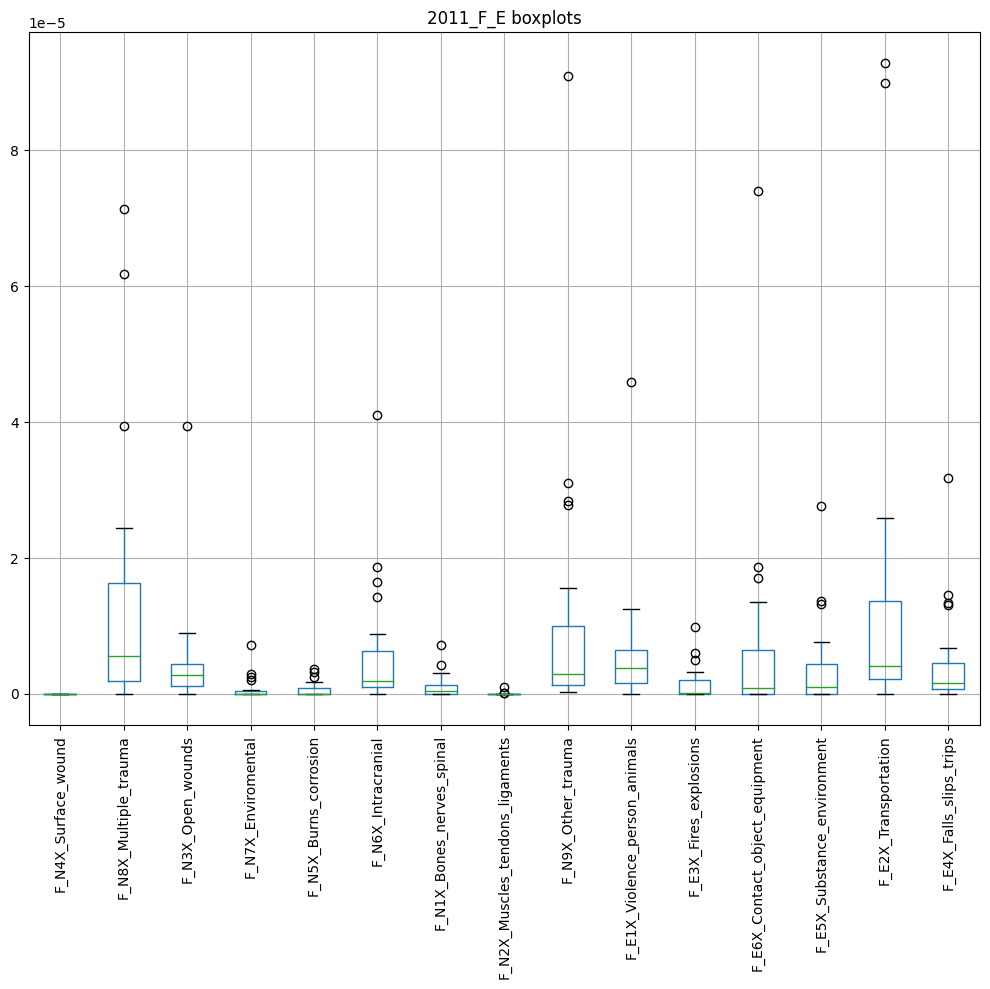 2011_F_E boxplots
1e−5
8
6
4
2
0
F_N4X_Surface_wound
F_N8X_Multiple_trauma
F_N3X_Open_wounds
F_N7X_Enviromental
F_N5X_Burns_corrosion
F_N6X_Intracranial
F_N1X_Bones_nerves_spinal
F_N2X_Muscles_tendons_ligaments
F_N9X_Other_trauma
F_E1X_Violence_person_animals
F_E3X_Fires_explosions
F_E6X_Contact_object_equipment
F_E5X_Substance_environment
F_E2X_Transportation
F_E4X_Falls_slips_trips